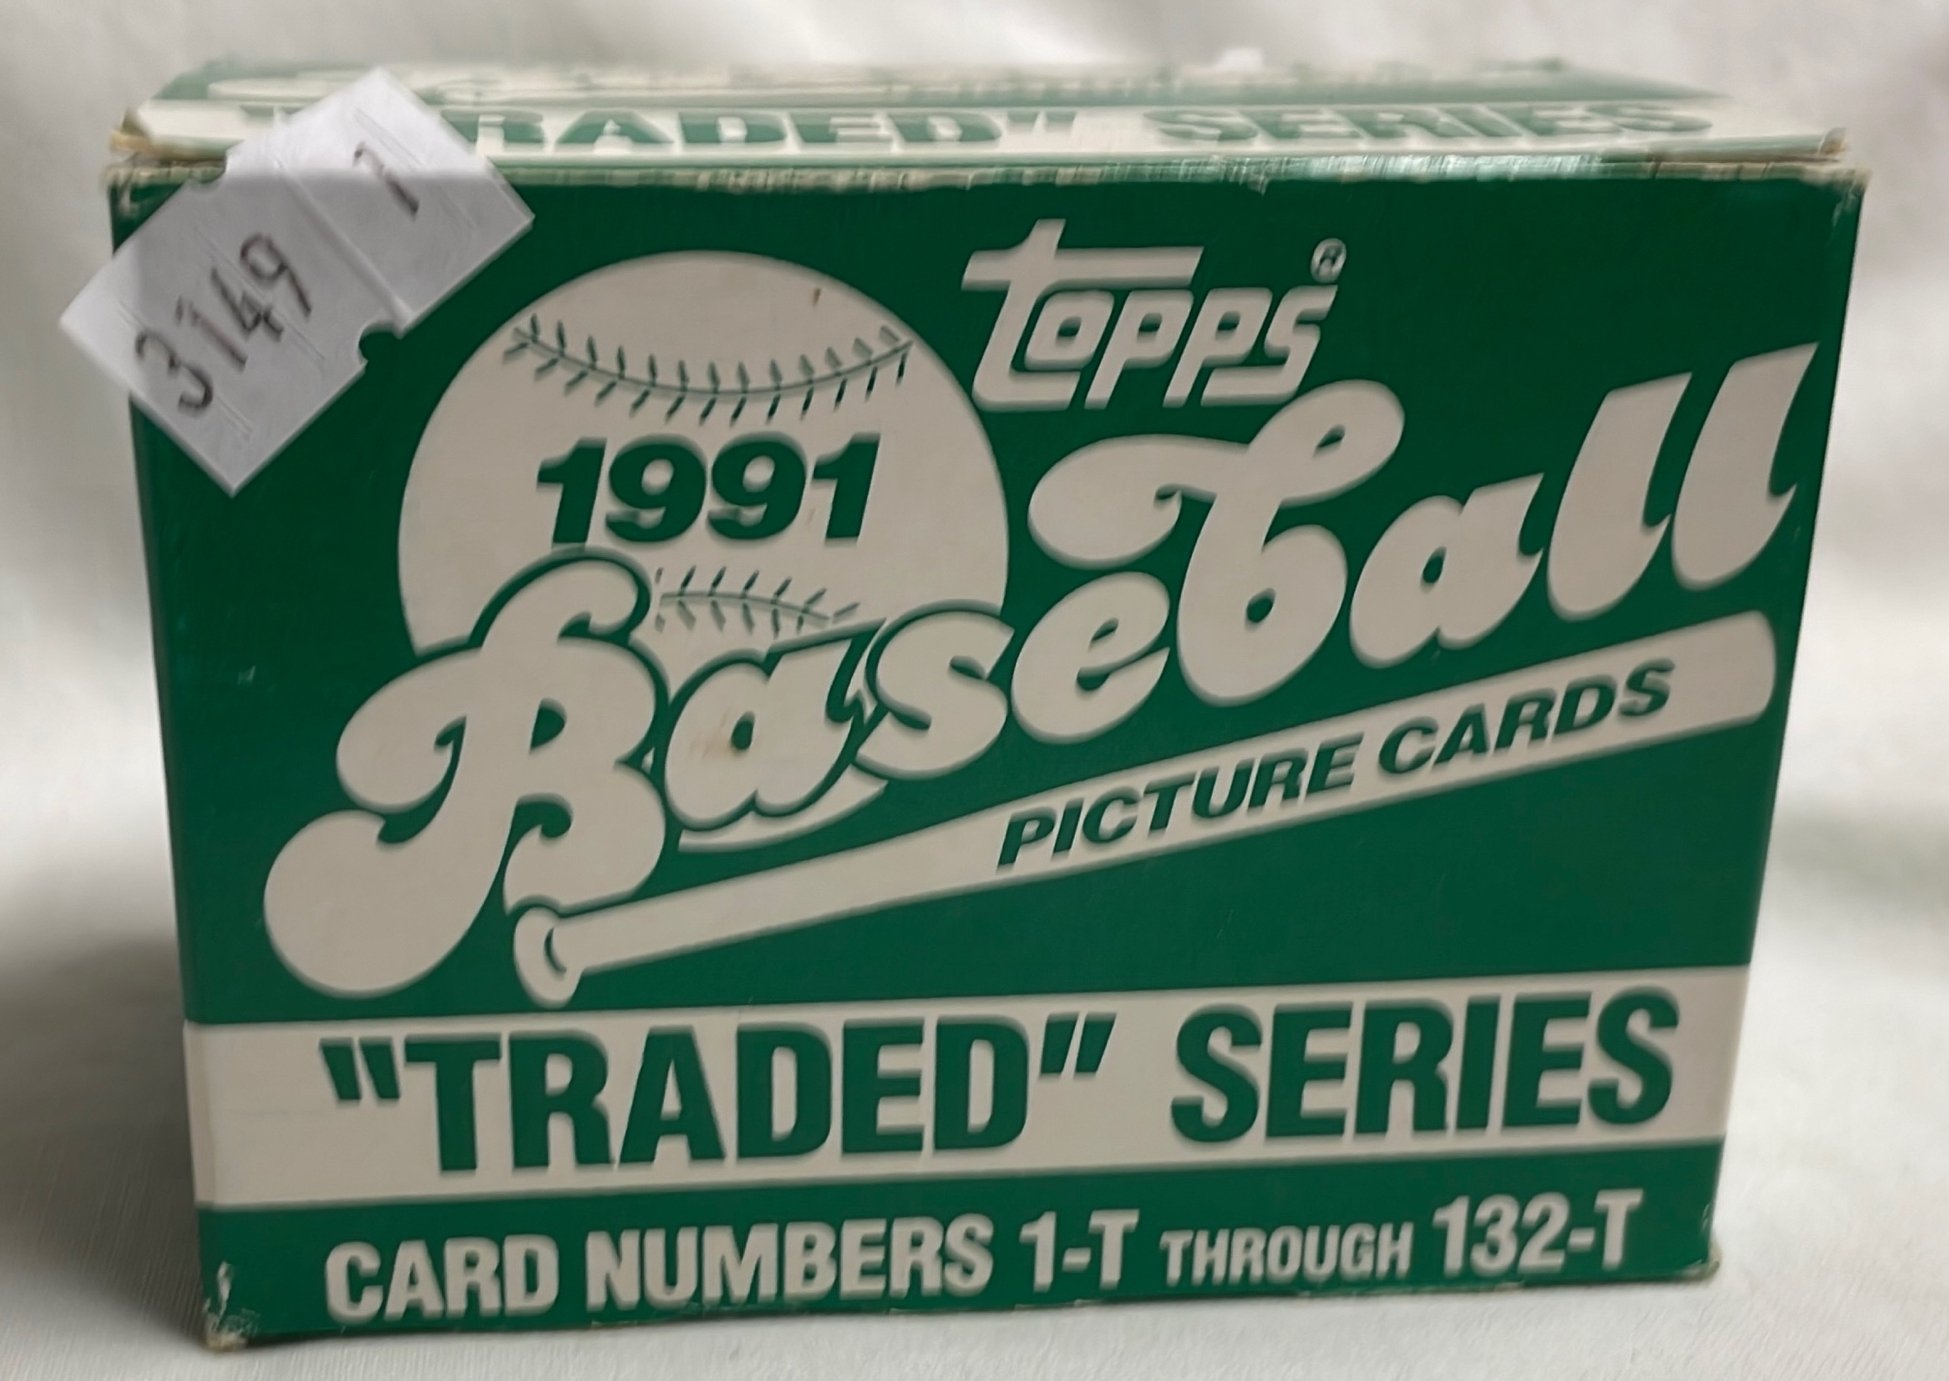 "TRADED" SERIES
3149 1
topps®
1991
Baseball
PICTURE CARDS
"TRADED" SERIES
CARD NUMBERS 1-T THROUGH 132-T